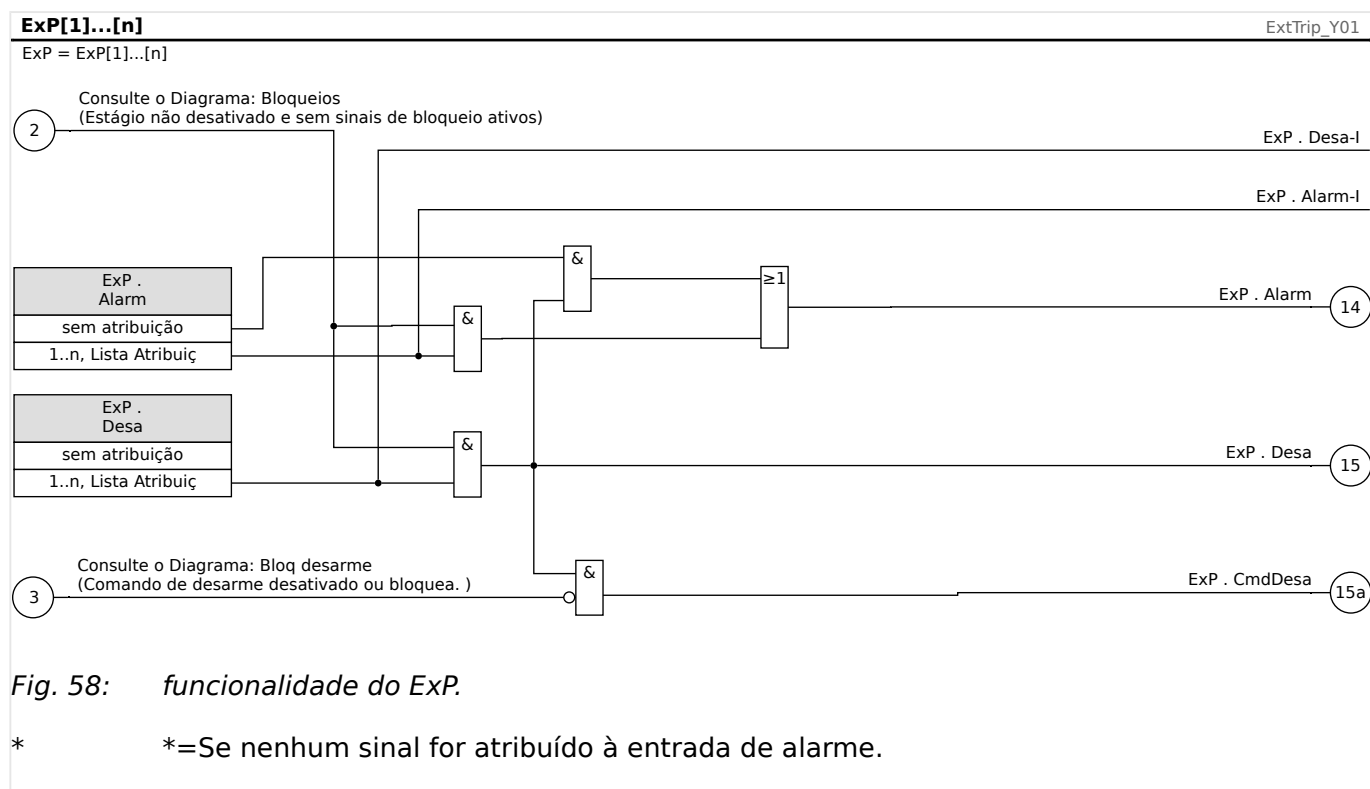 ExP[1]...[n]
ExtTrip_Y01
ExP = ExP[1]...[n]
Consulte o Diagrama: Bloqueios
(Estágio não desativado e sem sinais de bloqueio ativos)
2
ExP . Desa-I
ExP . Alarm-I
&
ExP .
Alarm
≥1
ExP . Alarm
14
sem atribuição
&
1..n, Lista Atribuiç
ExP .
Desa
&
sem atribuição
ExP . Desa
15
1..n, Lista Atribuiç
Consulte o Diagrama: Bloq desarme
(Comando de desarme desativado ou bloquea. )
3
&
ExP . CmdDesa
15a
Fig. 58: funcionalidade do ExP.
* *=Se nenhum sinal for atribuído à entrada de alarme.